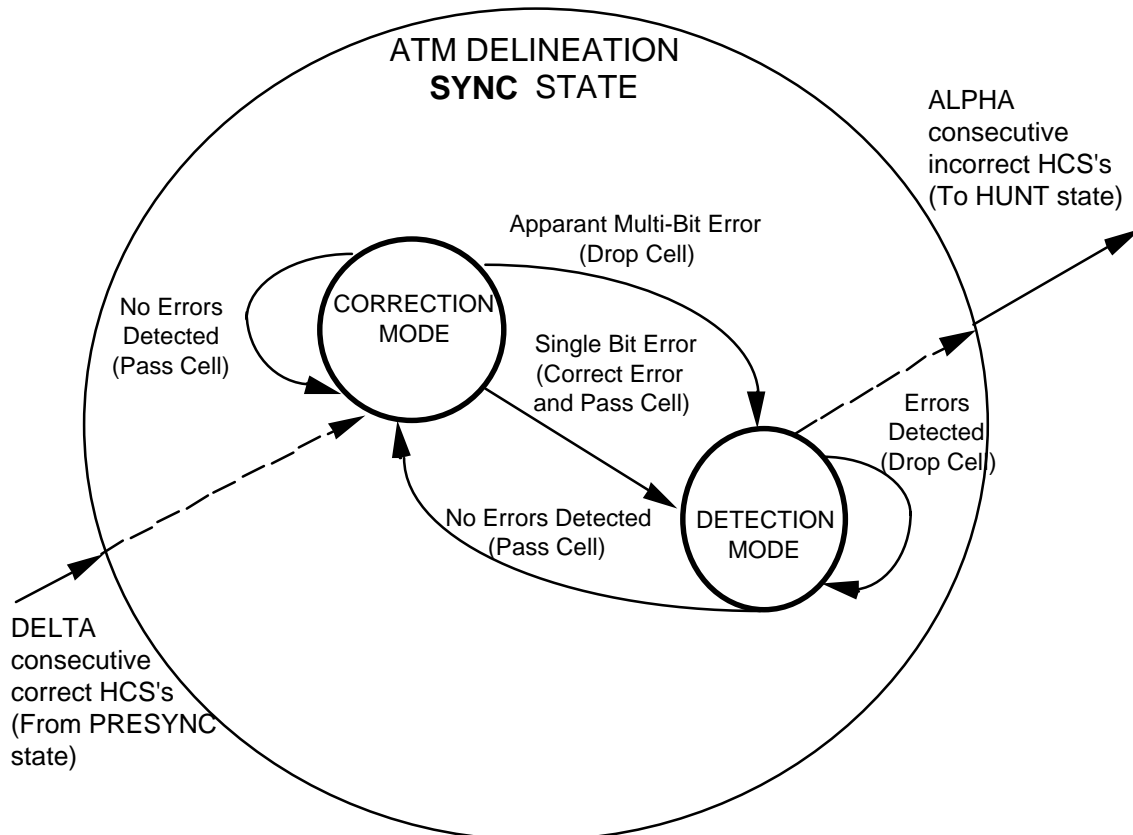 ATM DELINEATION
SYNC STATE
ALPHA
consecutive
incorrect HCS's
(To HUNT state)
Apparant Multi-Bit Error
(Drop Cell)
No Errors
Detected
(Pass Cell)
CORRECTION
MODE
Single Bit Error
(Correct Error
and Pass Cell)
Errors
Detected
(Drop Cell)
No Errors Detected
(Pass Cell)
DETECTION
MODE
DELTA
consecutive
correct HCS's
(From PRESYNC
state)